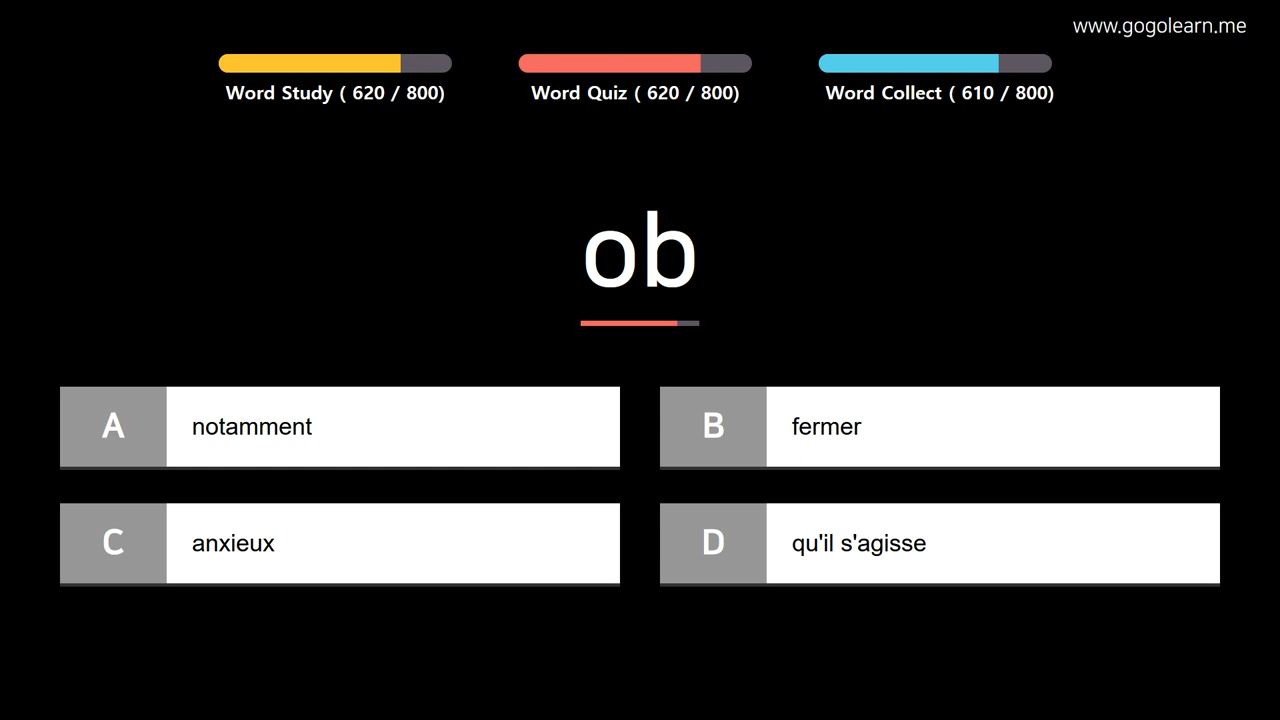 www.gogolearn.me
Word Study ( 620 / 800)
Word Quiz ( 620 / 800)
Word Collect ( 610 / 800)
ob
A
notamment
B
fermer
C
anxieux
D
qu'il s'agisse